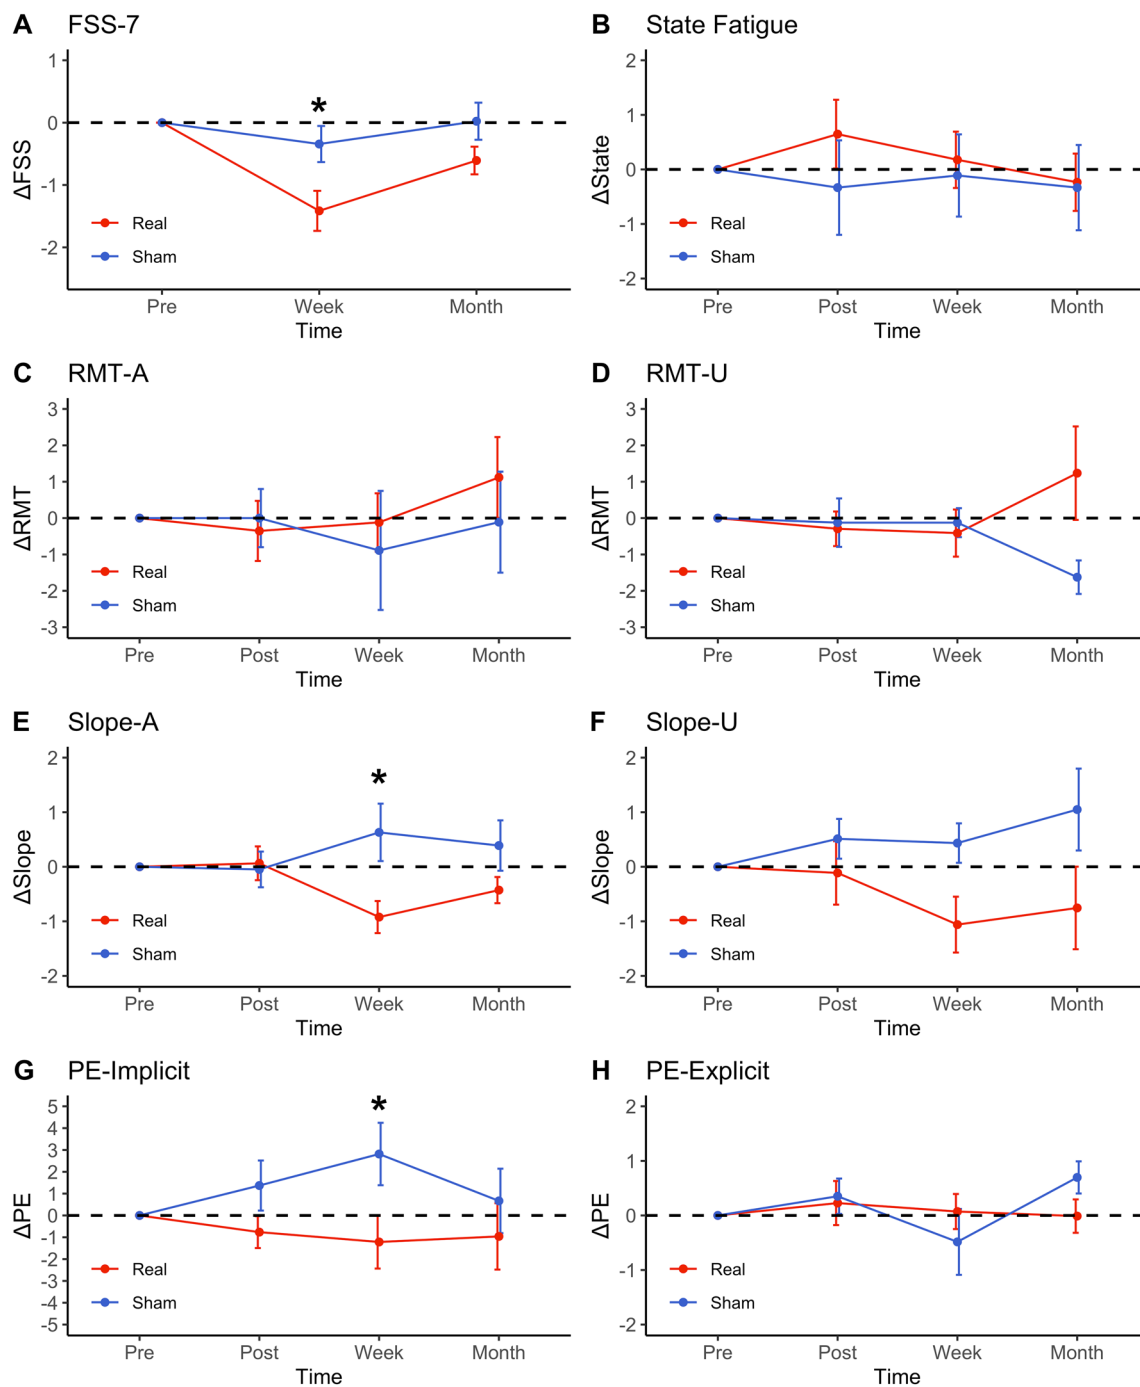 A FSS-7
1
0
-1
-2
ΔFSS
*
Real
Sham
Pre Week Month
Time
B State Fatigue
2
1
0
-1
-2
ΔState
Real
Sham
Pre Post Week Month
Time
C RMT-A
3
2
1
0
-1
-2
-3
ΔRMT
Real
Sham
Pre Post Week Month
Time
D RMT-U
3
2
1
0
-1
-2
-3
ΔRMT
Real
Sham
Pre Post Week Month
Time
E Slope-A
2
1
0
-1
-2
ΔSlope
*
Real
Sham
Pre Post Week Month
Time
F Slope-U
2
1
0
-1
-2
ΔSlope
Real
Sham
Pre Post Week Month
Time
G PE-Implicit
5
4
3
2
1
0
-1
-2
-3
-4
-5
ΔPE
*
Real
Sham
Pre Post Week Month
Time
H PE-Explicit
2
1
0
-1
-2
ΔPE
Real
Sham
Pre Post Week Month
Time